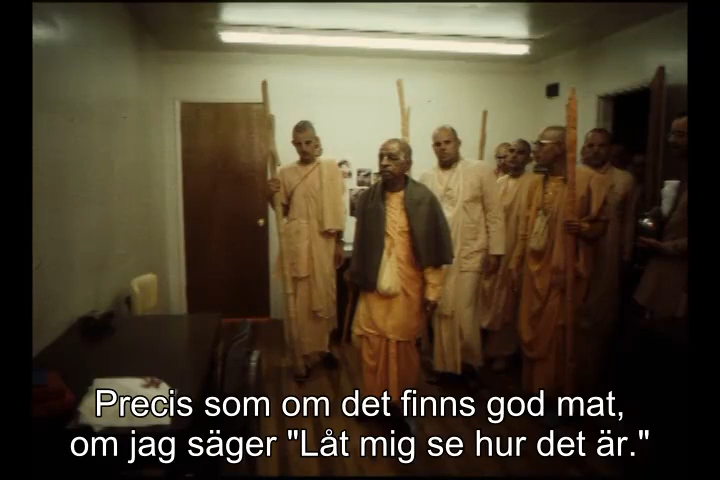 Precis som om det finns god mat,
om jag säger "Låt mig se hur det är."